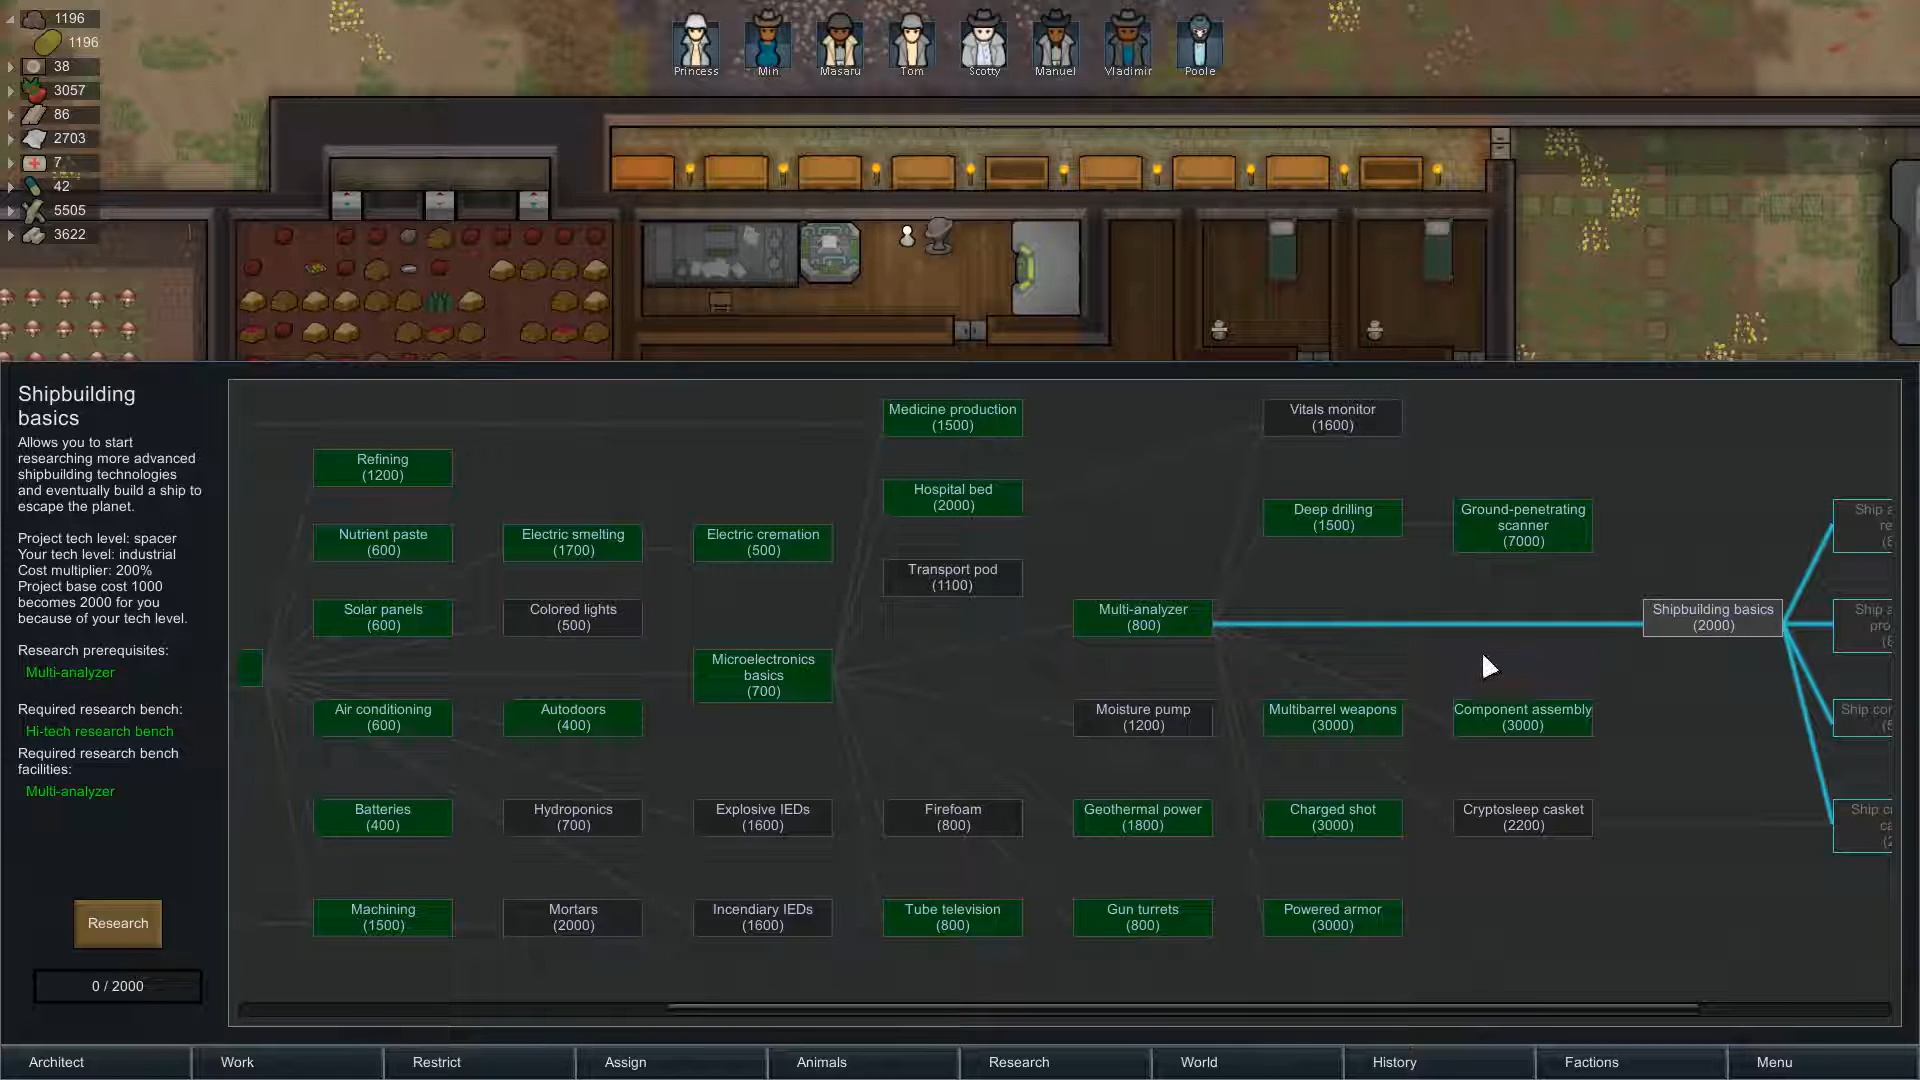 1196
1196
38
3057
86
2703
7
42
5505
3622
Princess
Min
Masaru
Tom
Scotty
Manuel
Vladimir
Poole
Shipbuilding
basics
Allows you to start
researching more advanced
shipbuilding technologies
and eventually build a ship to
escape the planet.
Project tech level: spacer
Your tech level: industrial
Cost multiplier: 200%
Project base cost 1000
becomes 2000 for you
because of your tech level.
Research prerequisites:
Multi-analyzer
Required research bench:
Hi-tech research bench
Required research bench
facilities:
Multi-analyzer
Research
0 / 2000
Medicine production
(1500)
Vitals monitor
(1600)
Refining
(1200)
Hospital bed
(2000)
Deep drilling
(1500)
Ground-penetrating
scanner
(7000)
Ship a
re
Nutrient paste
(600)
Electric smelting
(1700)
Electric cremation
(500)
Transport pod
(1100)
Solar panels
(600)
Colored lights
(500)
Multi-analyzer
(800)
Shipbuilding basics
(2000)
Ship a
pro
Microelectronics
basics
(700)
Air conditioning
(600)
Autodoors
(400)
Moisture pump
(1200)
Multibarrel weapons
(3000)
Component assembly
(3000)
Ship co
Batteries
(400)
Hydroponics
(700)
Explosive IEDs
(1600)
Firefoam
(800)
Geothermal power
(1800)
Charged shot
(3000)
Cryptosleep casket
(2200)
Ship c
ca
Machining
(1500)
Mortars
(2000)
Incendiary IEDs
(1600)
Tube television
(800)
Gun turrets
(800)
Powered armor
(3000)
Architect
Work
Restrict
Assign
Animals
Research
World
History
Factions
Menu